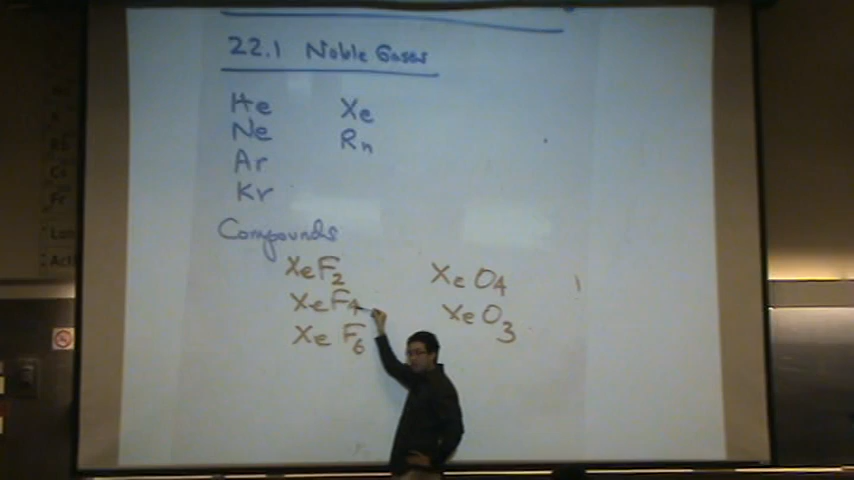 22.1 Noble Gases
He Xe
Ne Rn
Ar
Kr
Compounds
XeF2 XeO4
XeF4 XeO3
XeF6